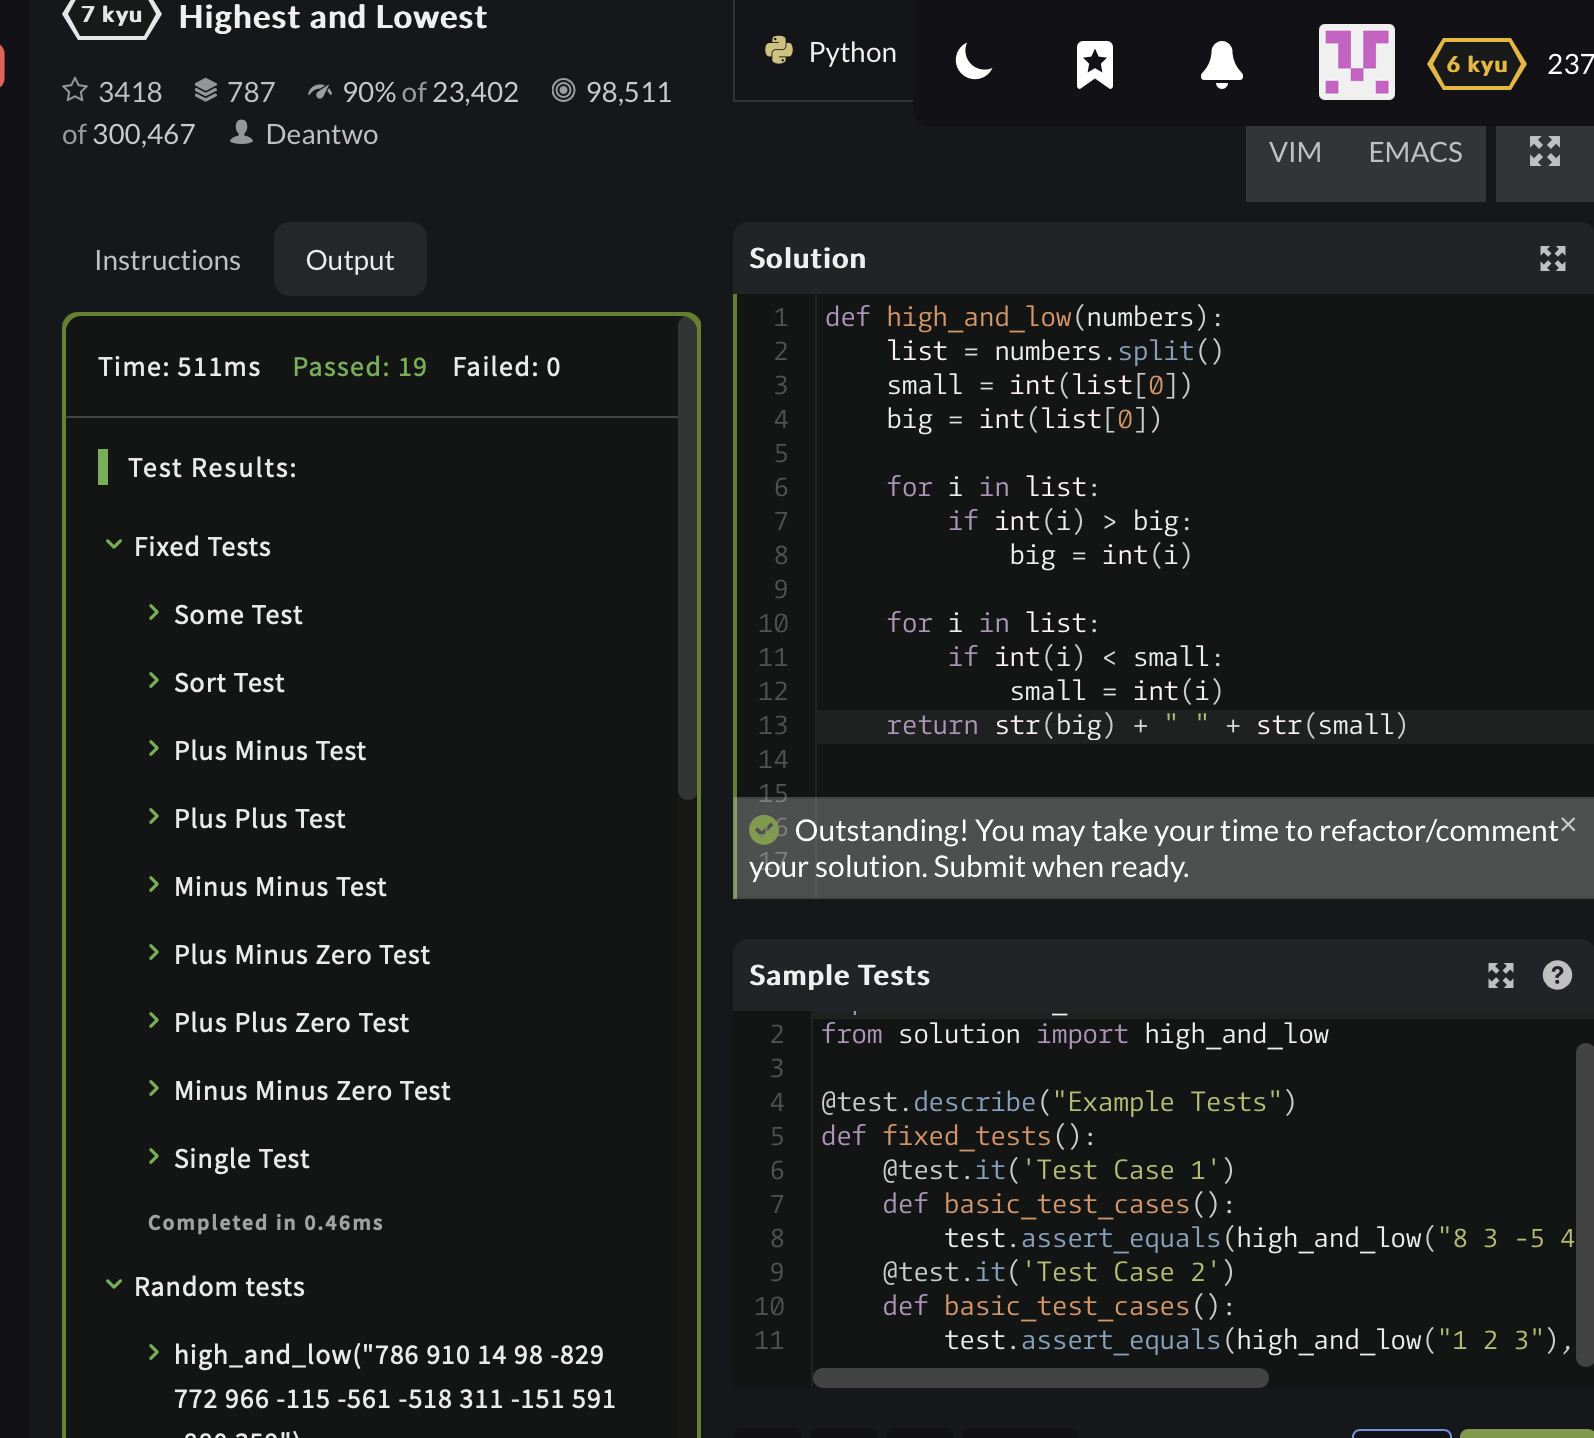 7 kyu Highest and Lowest
3418 787 90% of 23,402 98,511
of 300,467 Deantwo
Python
6 kyu 237
VIM EMACS
Instructions Output
Time: 511ms Passed: 19 Failed: 0
Test Results:
Fixed Tests
Some Test
Sort Test
Plus Minus Test
Plus Plus Test
Minus Minus Test
Plus Minus Zero Test
Plus Plus Zero Test
Minus Minus Zero Test
Single Test
Completed in 0.46ms
Random tests
high_and_low("786 910 14 98 -829
772 966 -115 -561 -518 311 -151 591
Solution
1 def high_and_low(numbers):
2     list = numbers.split()
3     small = int(list[0])
4     big = int(list[0])
5
6     for i in list:
7         if int(i) > big:
8             big = int(i)
9
10     for i in list:
11         if int(i) < small:
12             small = int(i)
13     return str(big) + " " + str(small)
14
15
Outstanding! You may take your time to refactor/comment
your solution. Submit when ready.
Sample Tests
2 from solution import high_and_low
3
4 @test.describe("Example Tests")
5 def fixed_tests():
6     @test.it('Test Case 1')
7     def basic_test_cases():
8         test.assert_equals(high_and_low("8 3 -5 4
9     @test.it('Test Case 2')
10     def basic_test_cases():
11         test.assert_equals(high_and_low("1 2 3"),